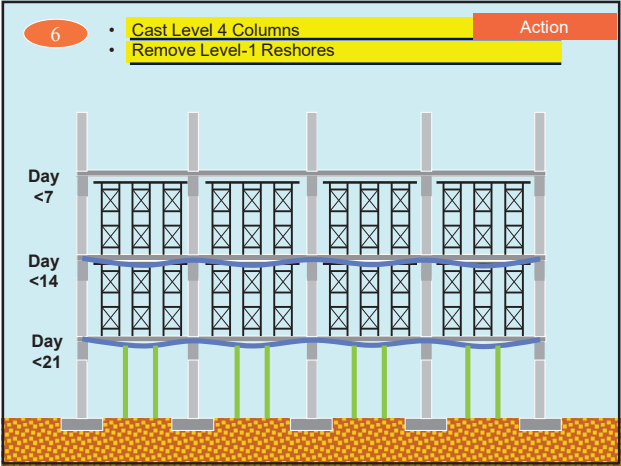 6
• Cast Level 4 Columns
Action
• Remove Level-1 Reshores
Day
<7
Day
<14
Day
<21